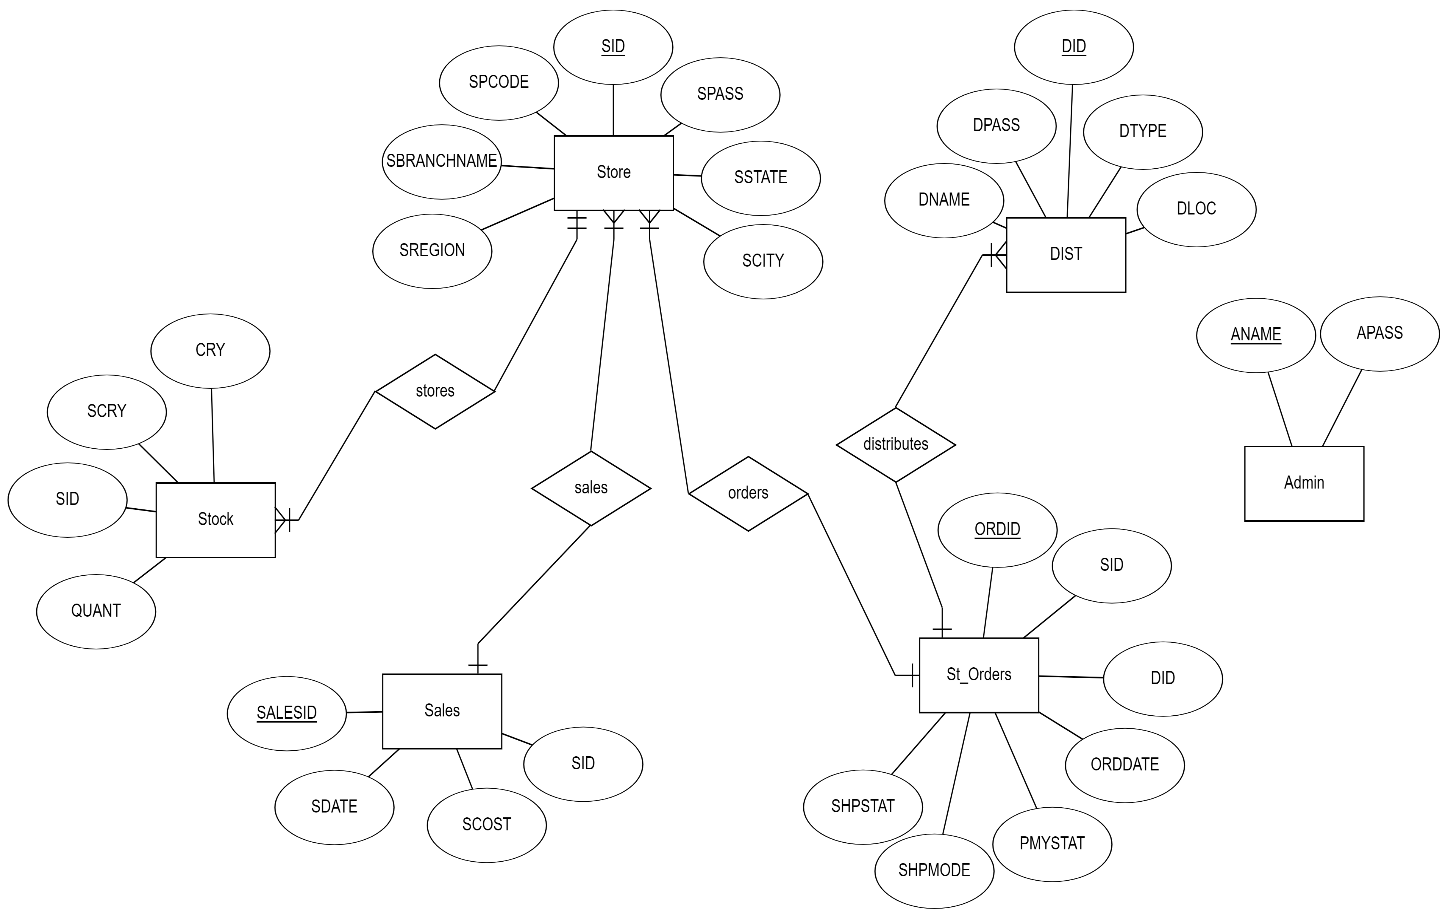 SID
DID
SPCODE
SPASS
DPASS
DTYPE
SBRANCHNAME
Store
SSTATE
DNAME
DLOC
SREGION
SCITY
DIST
ANAME
APASS
CRY
stores
SCRY
distributes
Admin
SID
Stock
sales
orders
ORDID
SID
QUANT
St_Orders
DID
SALESID
Sales
SID
ORDDATE
SDATE
SCOST
SHPSTAT
PMYSTAT
SHPMODE